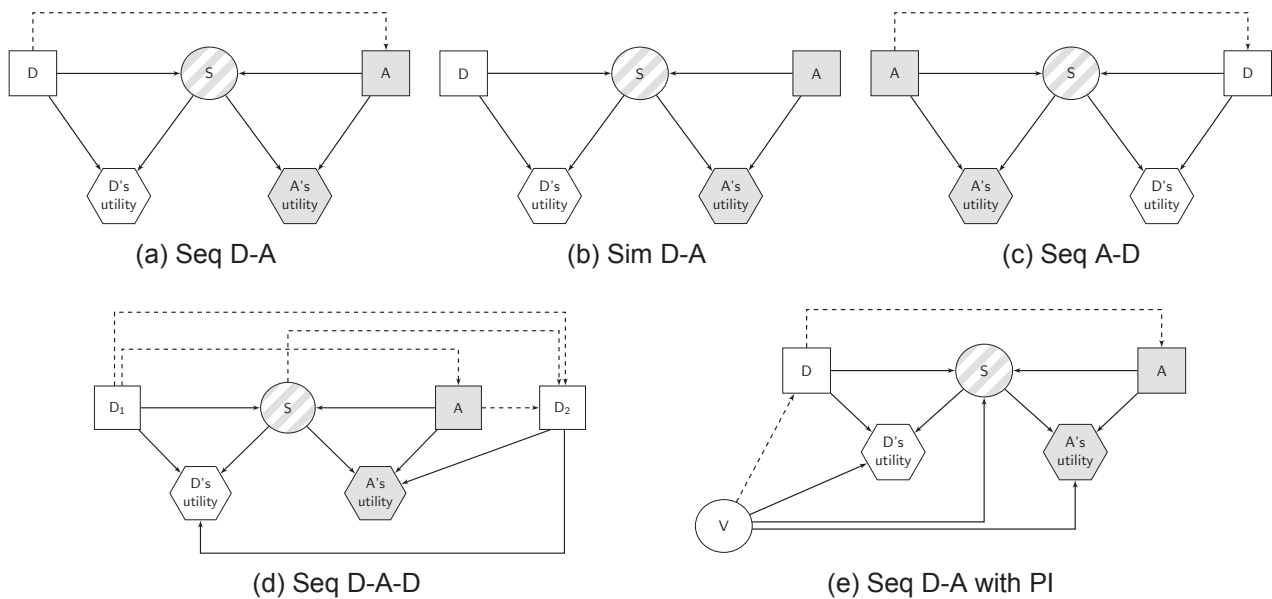 D
S
A
D's
utility
A's
utility
(a) Seq D-A
D
S
A
D's
utility
A's
utility
(b) Sim D-A
A
S
D
A's
utility
D's
utility
(c) Seq A-D
D₁
S
A
D₂
D's
utility
A's
utility
(d) Seq D-A-D
D
S
A
D's
utility
A's
utility
V
(e) Seq D-A with PI